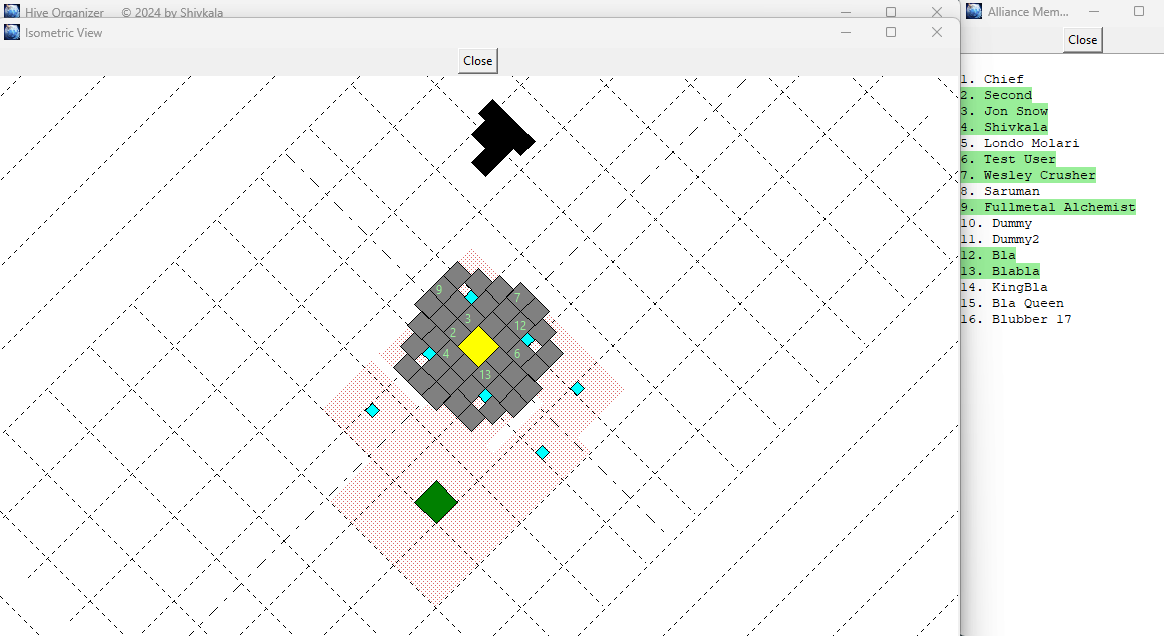 Hive Organizer © 2024 by Shivkala
Isometric View
Close
9
7
3
12
2
4
6
13
Alliance Mem...
Close
1. Chief
2. Second
3. Jon Snow
4. Shivkala
5. Londo Molari
6. Test User
7. Wesley Crusher
8. Saruman
9. Fullmetal Alchemist
10. Dummy
11. Dummy2
12. Bla
13. Blabla
14. KingBla
15. Bla Queen
16. Blubber 17